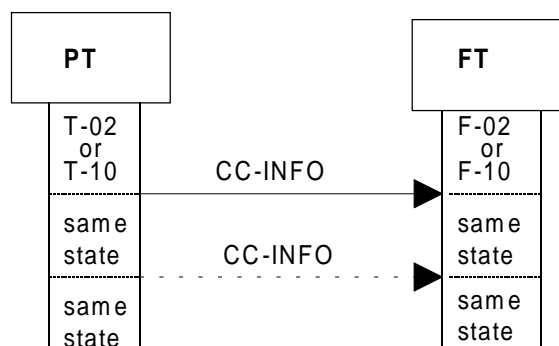 PT
FT
T-02
or
T-10
F-02
or
F-10
CC-INFO
same
state
same
state
CC-INFO
same
state
same
state